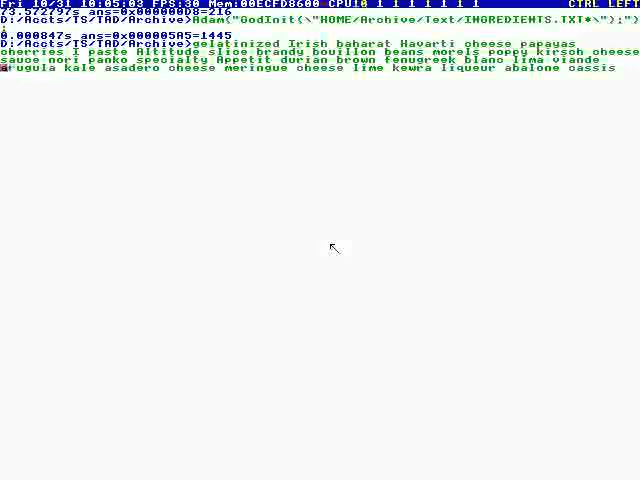 Fri 10/31 10:05:03 FPS:30 Mem:00ECFD8600 CPU!0 1 1 1 1 1 1 1 CTRL LEFT
73.572797s ans=0x000000D8=216
D:/Accts/TS/TAD/Archive>Adam("GodInit(\"HOME/Archive/Text/INGREDIENTS.TXT*\");")
;
0.000847s ans=0x000005A5=1445
D:/Accts/TS/TAD/Archive>gelatinized Irish baharat Havarti cheese papayas
cherries I paste Altitude slice brandy bouillon beans morels poppy kirsch cheese
sauce nori panko specialty Appetit durian brown fenugreek blanc lima viande
arugula kale asadero cheese meringue cheese lime kewra liqueur abalone cassis